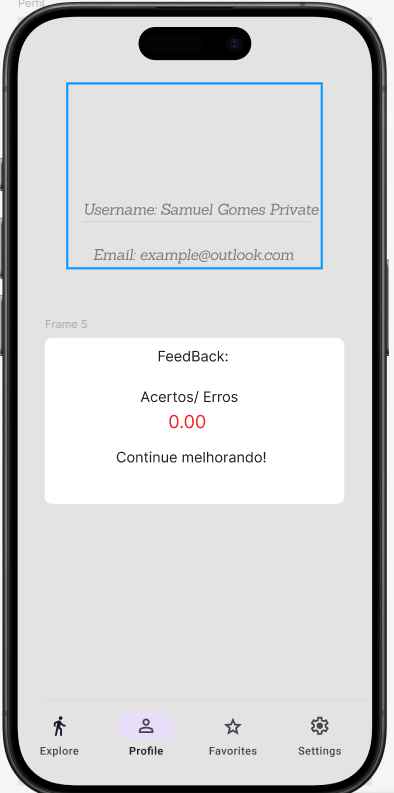 Perfil
Username: Samuel Gomes Private
Email: example@outlook.com
Frame 5
FeedBack:
Acertos/ Erros
0.00
Continue melhorando!
Explore
Profile
Favorites
Settings